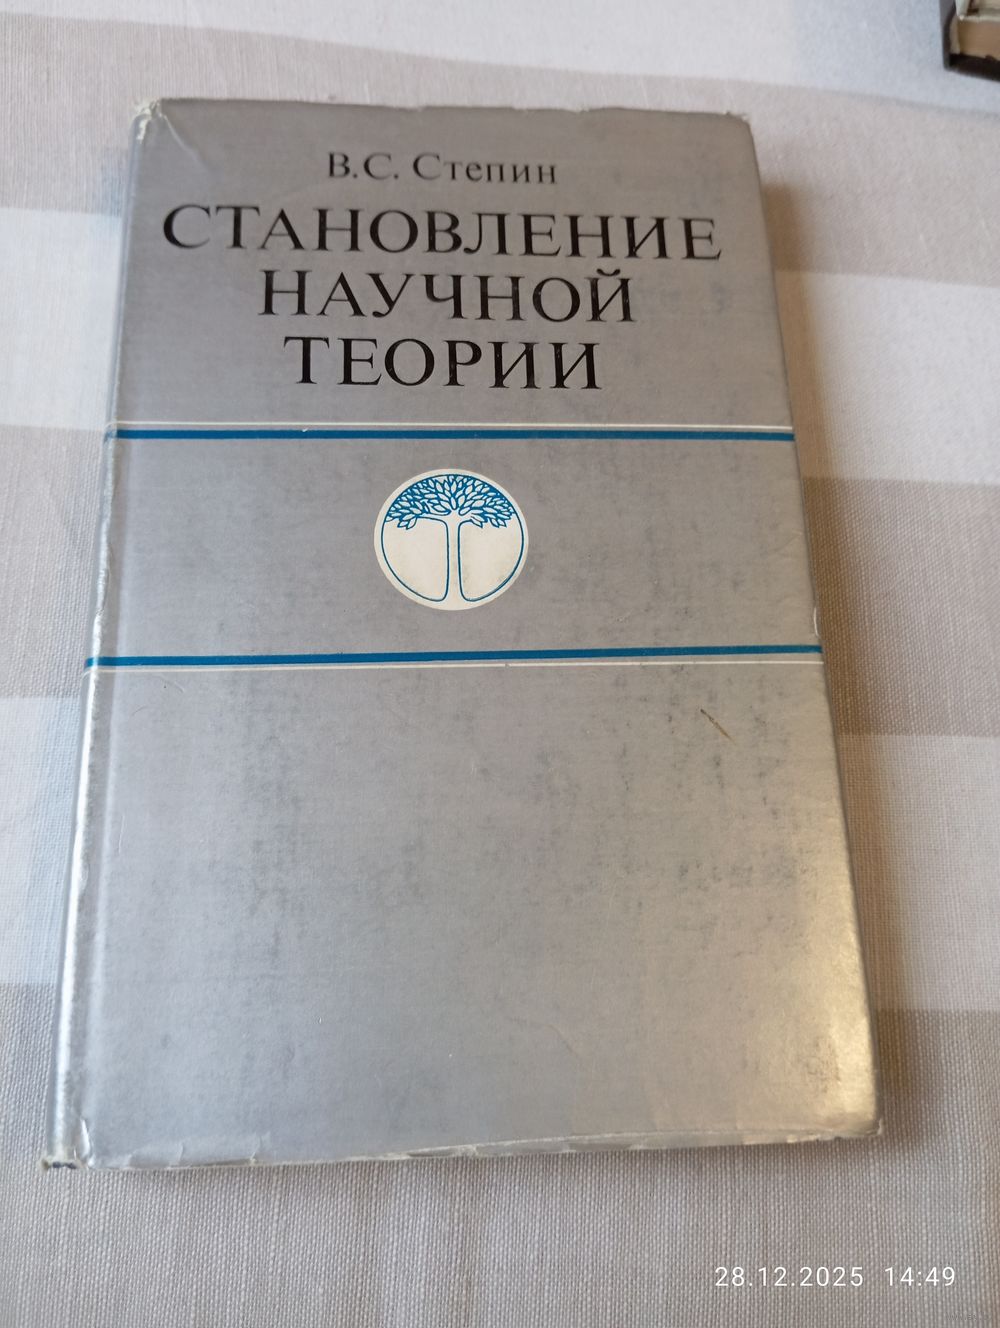 В.С. Степин
СТАНОВЛЕНИЕ
НАУЧНОЙ
ТЕОРИИ
28.12.2025 14:49